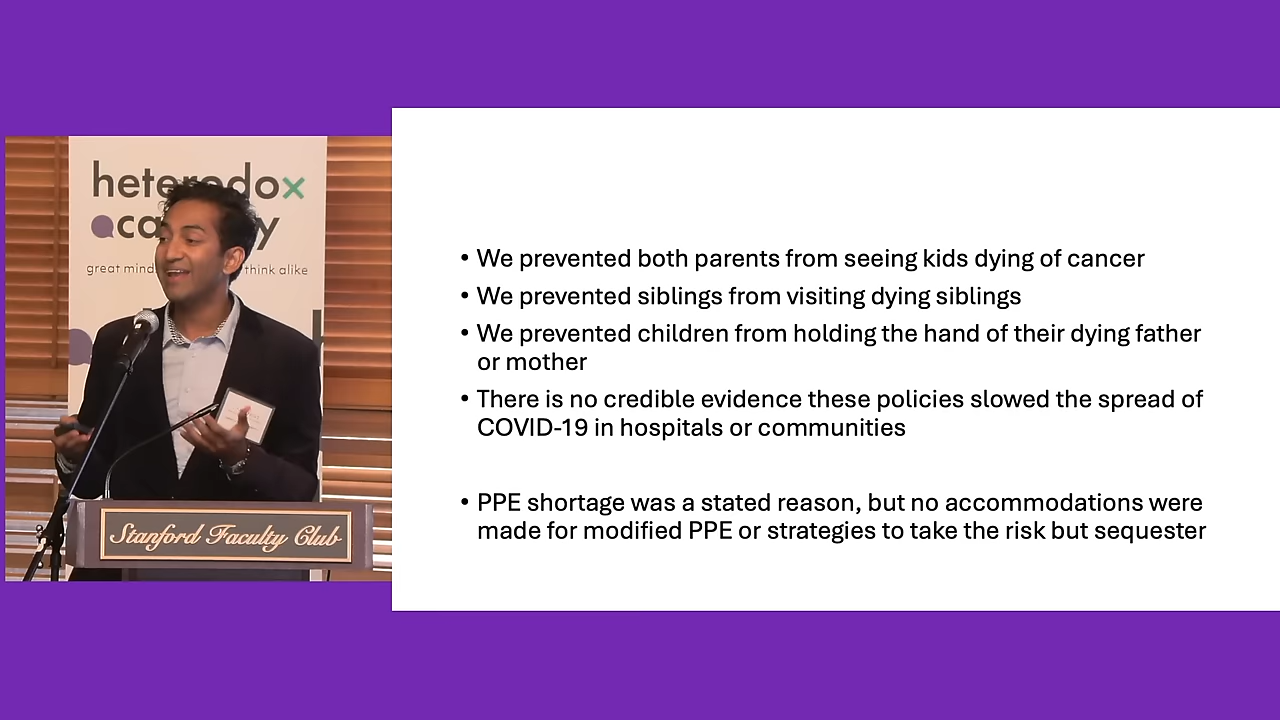 heterodox
academy
great minds think alike
Stanford Faculty Club
• We prevented both parents from seeing kids dying of cancer
• We prevented siblings from visiting dying siblings
• We prevented children from holding the hand of their dying father
or mother
• There is no credible evidence these policies slowed the spread of
COVID-19 in hospitals or communities
• PPE shortage was a stated reason, but no accommodations were
made for modified PPE or strategies to take the risk but sequester